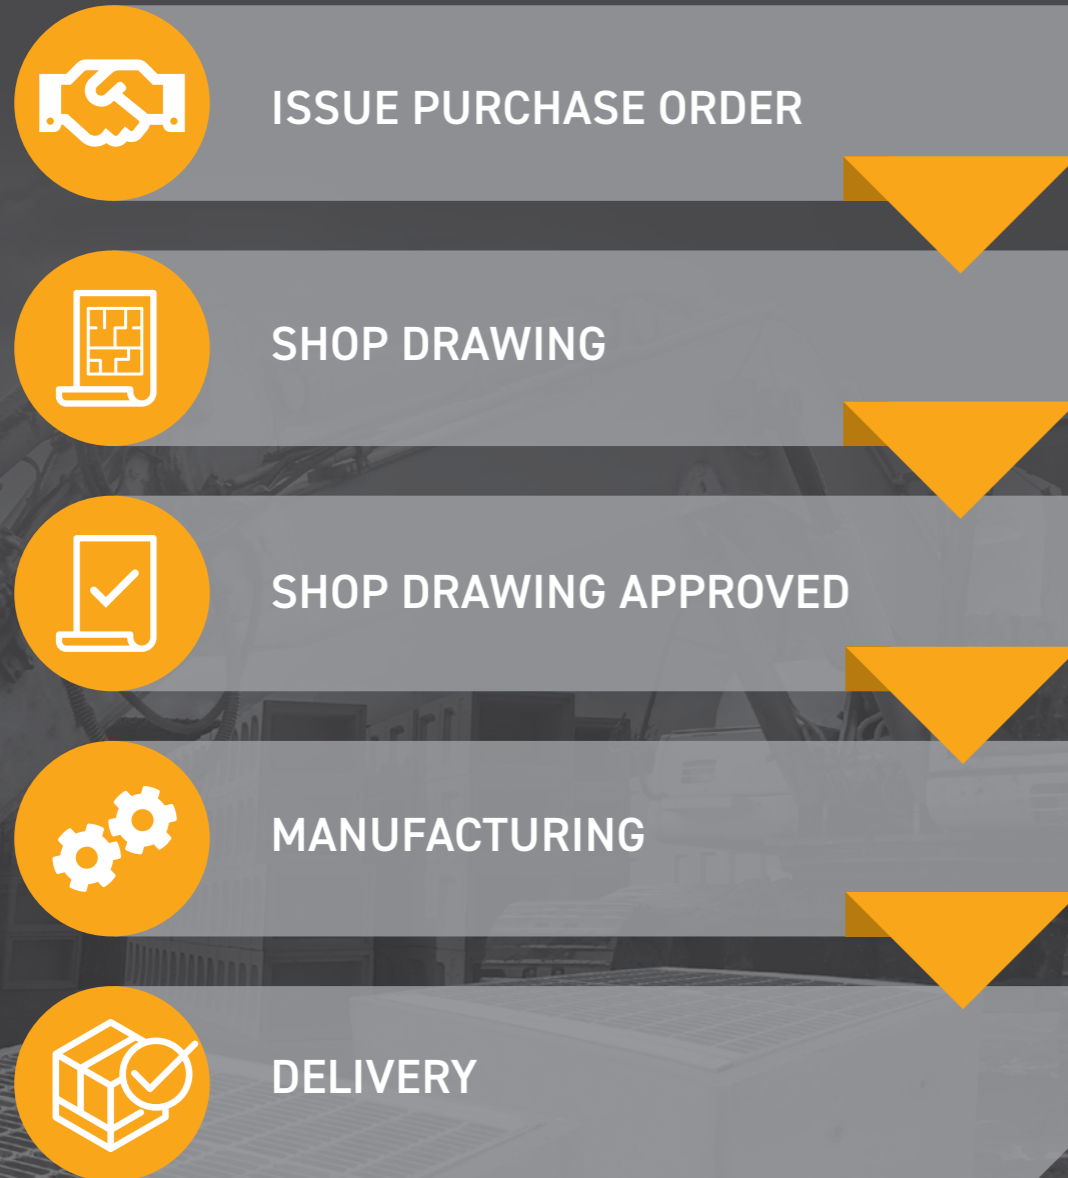 ISSUE PURCHASE ORDER
SHOP DRAWING
SHOP DRAWING APPROVED
MANUFACTURING
DELIVERY